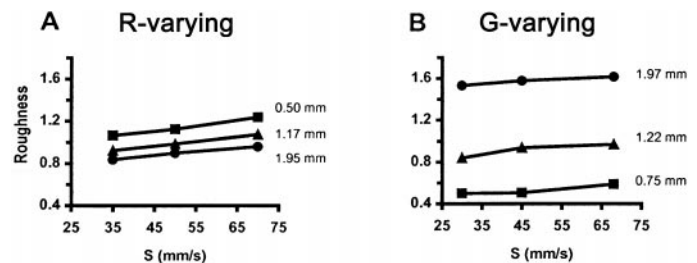 A R-varying
B G-varying
Roughness
1.6
1.2
0.8
0.4
0.50 mm
1.17 mm
1.95 mm
25 35 45 55 65 75
S (mm/s)
1.6
1.2
0.8
0.4
1.97 mm
1.22 mm
0.75 mm
25 35 45 55 65 75
S (mm/s)